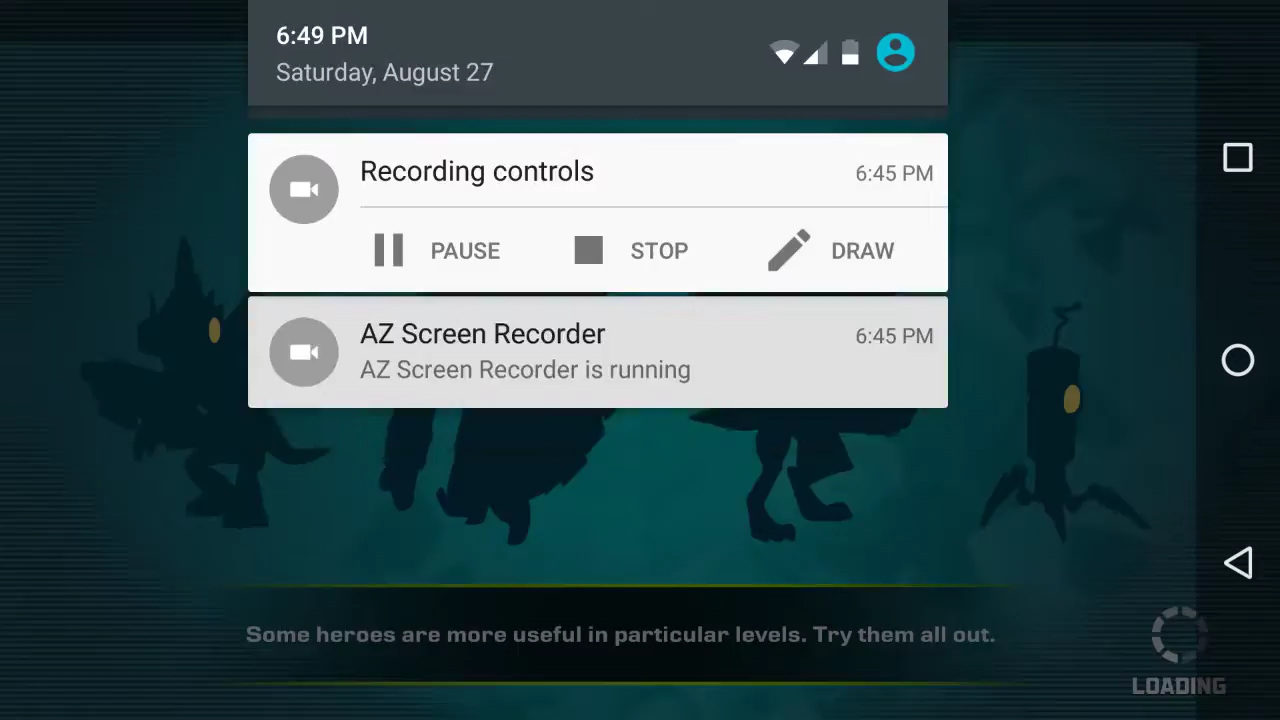 6:49 PM
Saturday, August 27
Recording controls
6:45 PM
PAUSE
STOP
DRAW
AZ Screen Recorder
6:45 PM
AZ Screen Recorder is running
Some heroes are more useful in particular levels. Try them all out.
LOADING